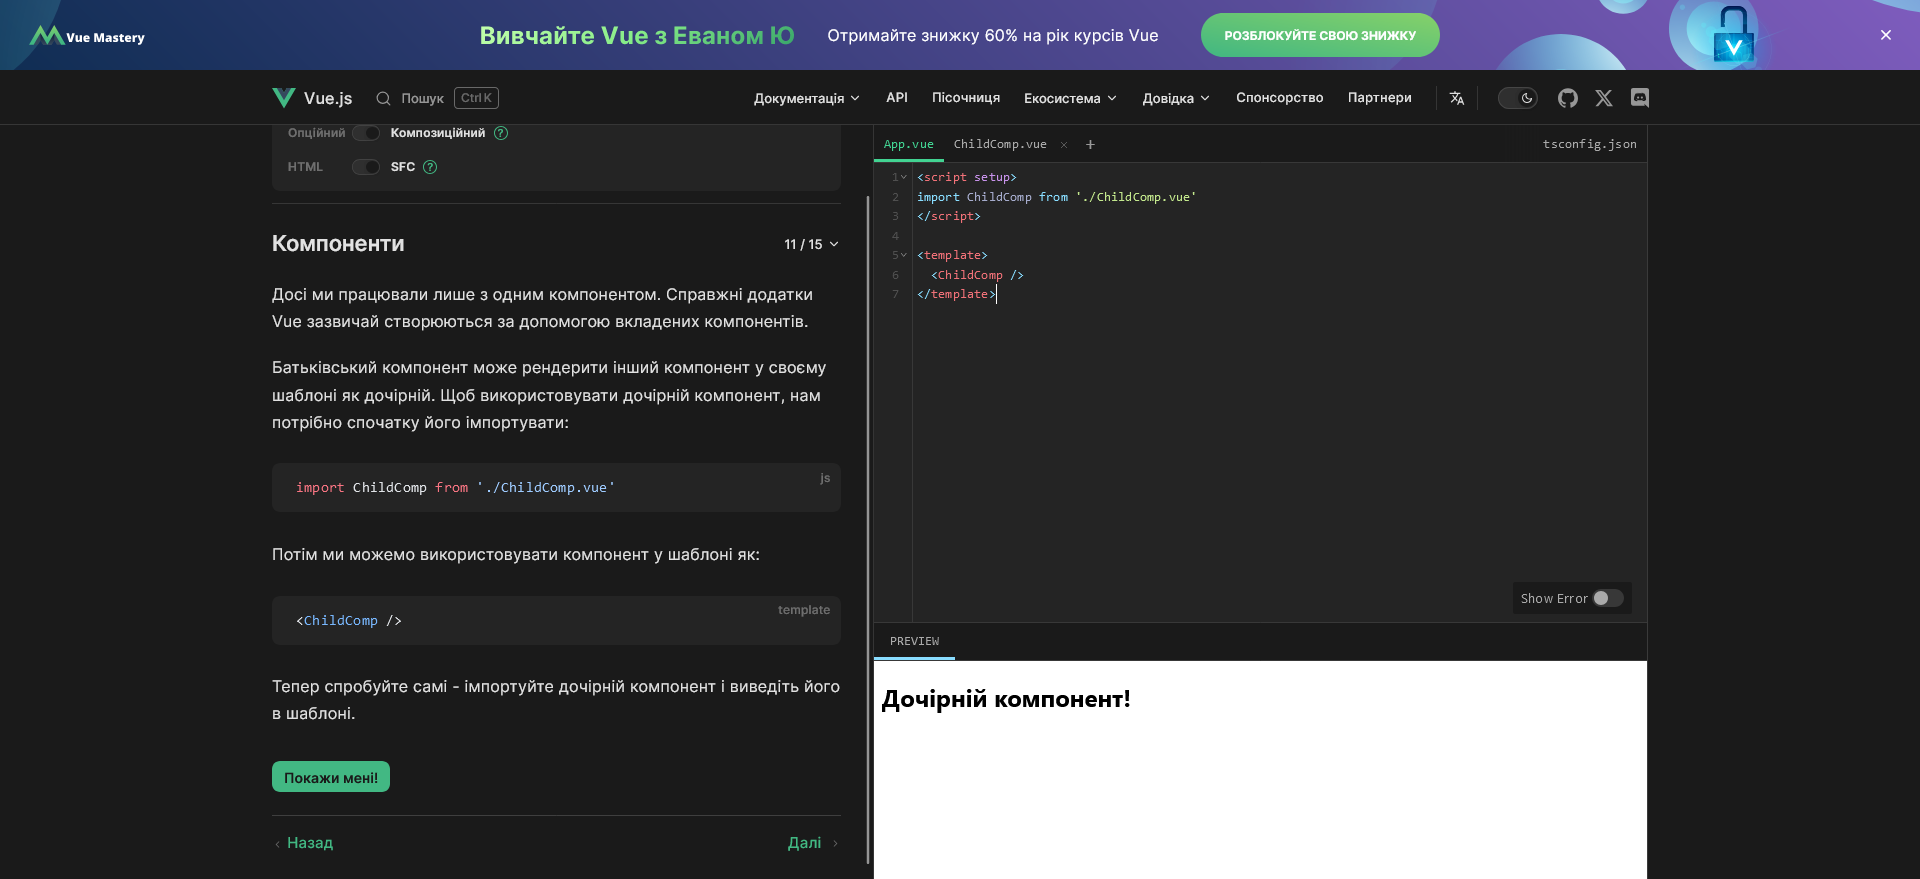 Vue Mastery
Вивчайте Vue з Еваном Ю
Отримайте знижку 60% на рік курсів Vue
РОЗБЛОКУЙТЕ СВОЮ ЗНИЖКУ
Vue.js
Пошук
Ctrl K
Документація
API
Пісочниця
Екосистема
Довідка
Спонсорство
Партнери
Опційний
Композиційний
?
HTML
SFC
?
Компоненти
11 / 15
Досі ми працювали лише з одним компонентом. Справжні додатки
Vue зазвичай створюються за допомогою вкладених компонентів.
Батьківський компонент може рендерити інший компонент у своєму
шаблоні як дочірній. Щоб використовувати дочірній компонент, нам
потрібно спочатку його імпортувати:
js
import ChildComp from './ChildComp.vue'
Потім ми можемо використовувати компонент у шаблоні як:
template
<ChildComp />
Тепер спробуйте самі - імпортуйте дочірній компонент і виведіть його
в шаблоні.
Покажи мені!
‹ Назад
Далі ›
App.vue
ChildComp.vue
×
+
tsconfig.json
1 <script setup>
2 import ChildComp from './ChildComp.vue'
3 </script>
4
5 <template>
6 <ChildComp />
7 </template>
Show Error
PREVIEW
Дочірній компонент!